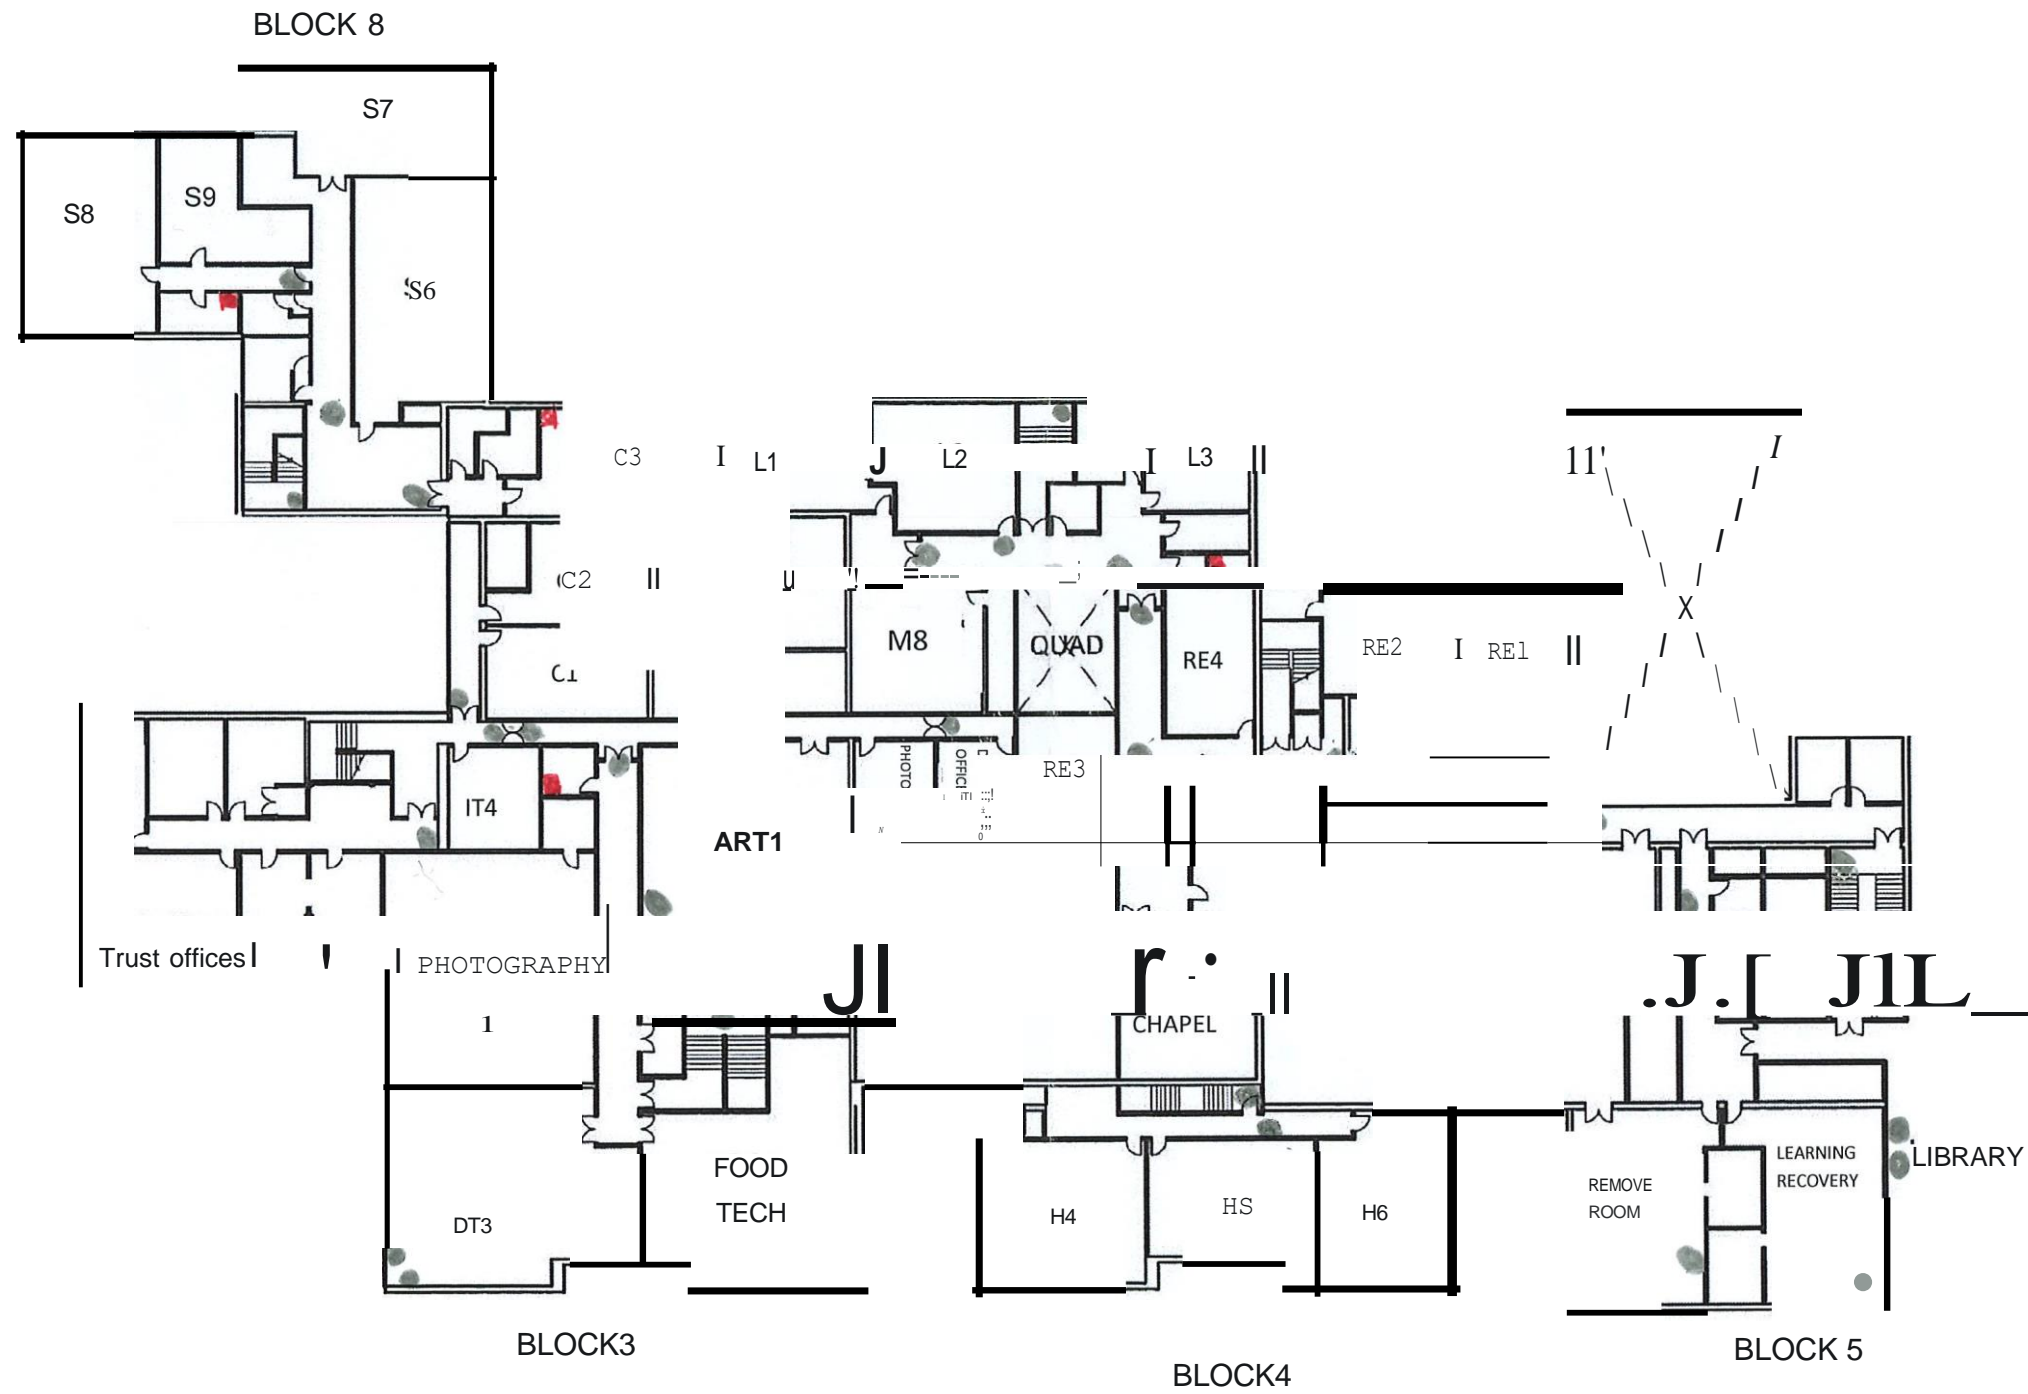 BLOCK 8
S7
S8
S9
S6
C3
L1
L2
L3
C2
C1
M8
QUAD
RE4
RE2
RE1
X
PHOTO
RE3
IT4
ART1
Trust offices
PHOTOGRAPHY
1
CHAPEL
FOOD
TECH
DT3
H4
HS
H6
REMOVE
ROOM
LEARNING
RECOVERY
LIBRARY
BLOCK3
BLOCK4
BLOCK 5